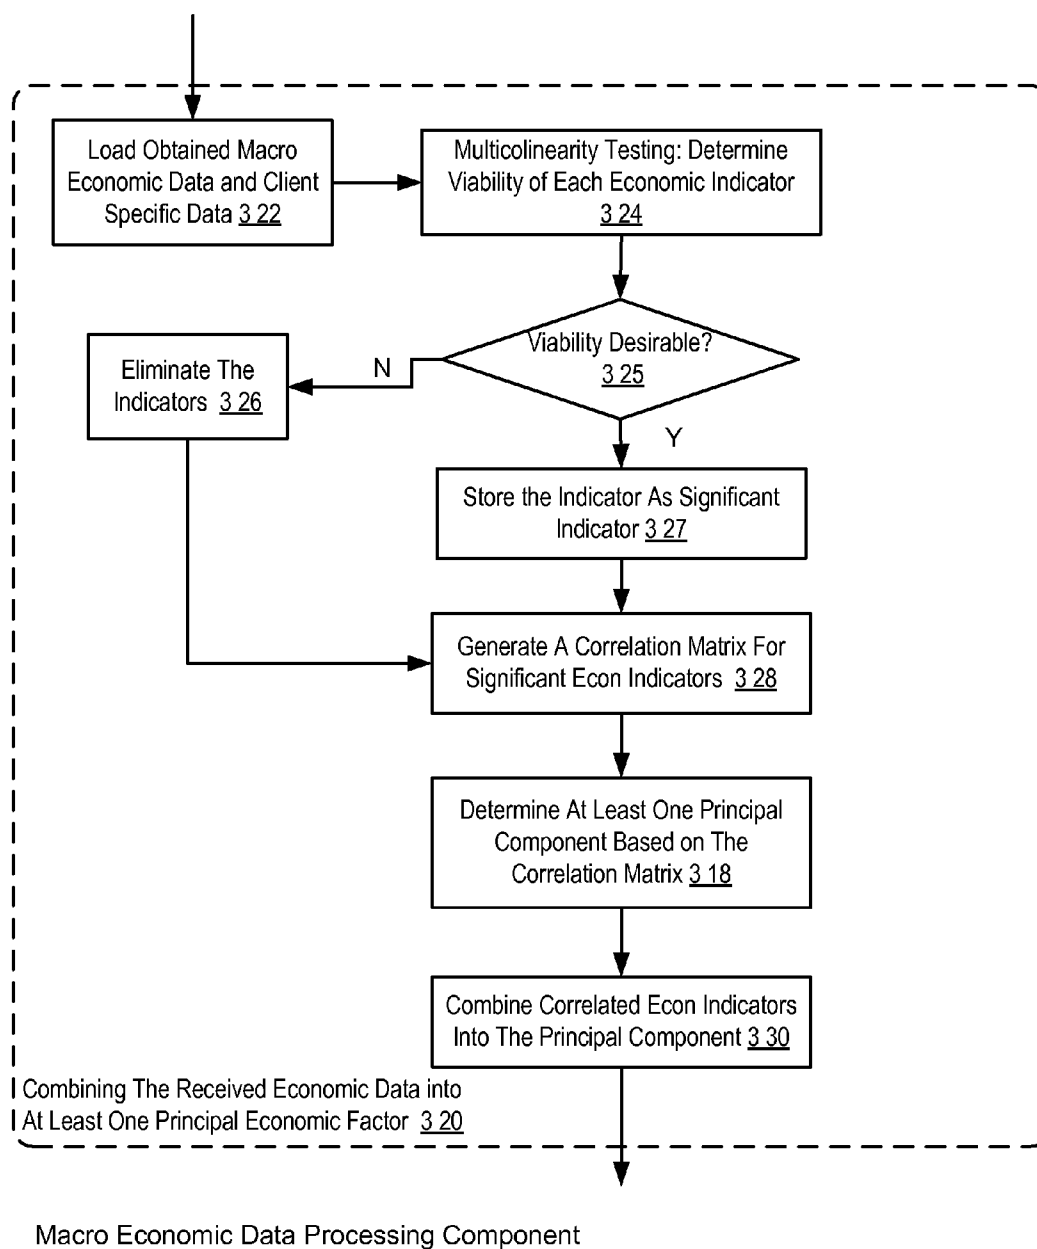 Load Obtained Macro
Economic Data and Client
Specific Data 3 22
Multicolinearity Testing: Determine
Viability of Each Economic Indicator
3 24
Viability Desirable?
3 25
N
Eliminate The
Indicators 3 26
Y
Store the Indicator As Significant
Indicator 3 27
Generate A Correlation Matrix For
Significant Econ Indicators 3 28
Determine At Least One Principal
Component Based on The
Correlation Matrix 3 18
Combine Correlated Econ Indicators
Into The Principal Component 3 30
Combining The Received Economic Data into
At Least One Principal Economic Factor 3 20
Macro Economic Data Processing Component